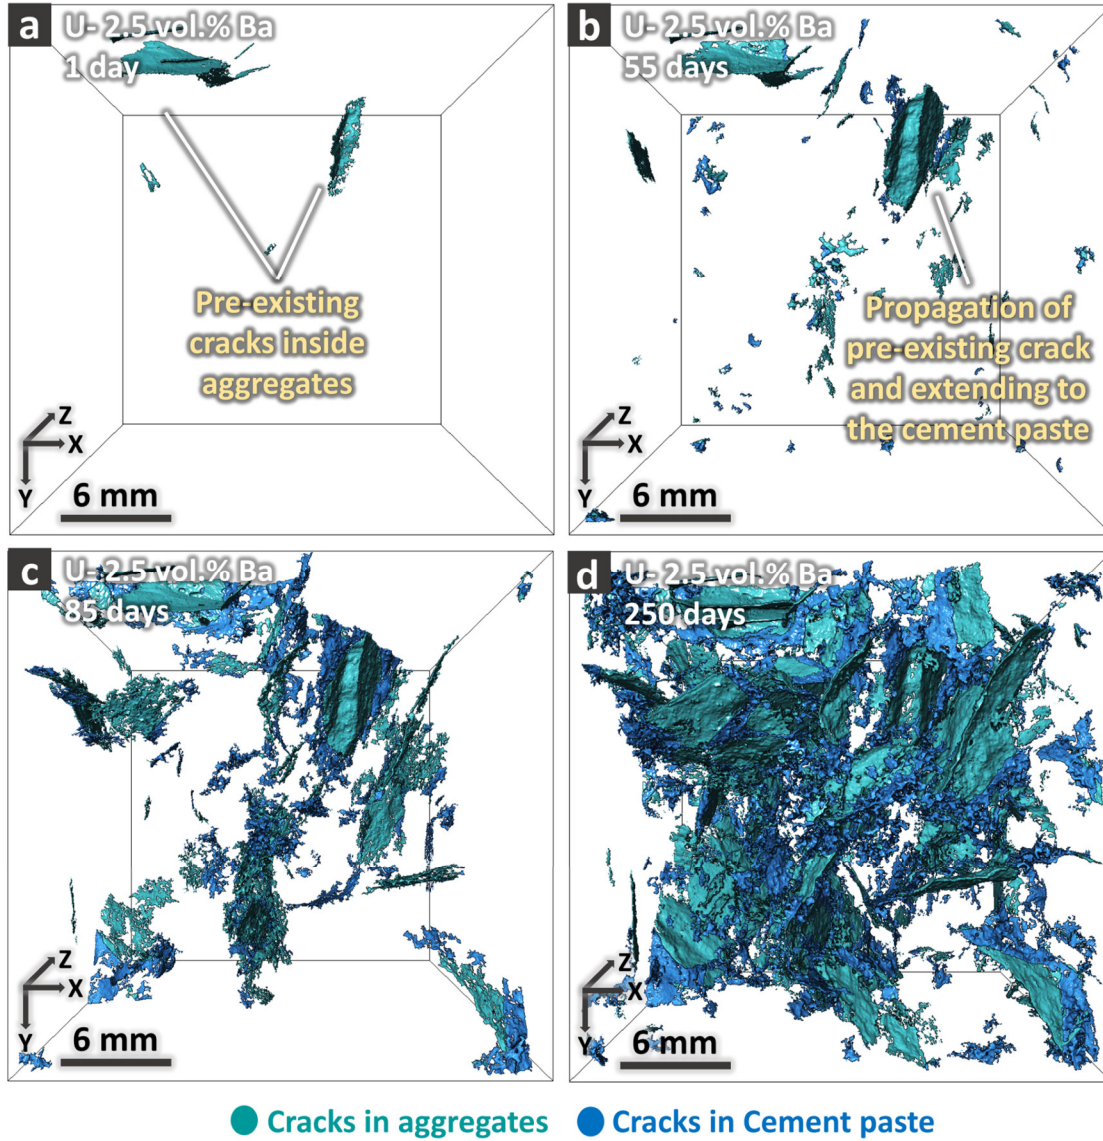 a
U- 2.5 vol.% Ba
1 day
Pre-existing
cracks inside
aggregates
Z
X
Y
6 mm
b
U- 2.5 vol.% Ba
55 days
Propagation of
pre-existing crack
and extending to
the cement paste
Z
X
Y
6 mm
c
U- 2.5 vol.% Ba
85 days
Z
X
Y
6 mm
d
U- 2.5 vol.% Ba
250 days
Z
X
Y
6 mm
Cracks in aggregates
Cracks in Cement paste